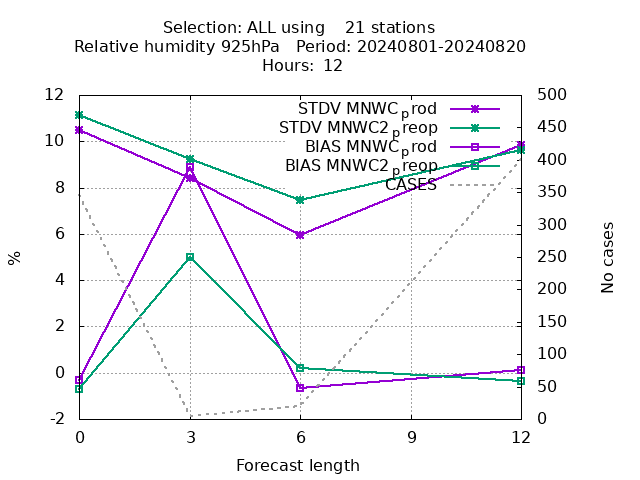 Selection: ALL using    21 stations
Relative humidity 925hPa   Period: 20240801-20240820
Hours: 12
STDV MNWC_prod
STDV MNWC2_preop
BIAS MNWC_prod
BIAS MNWC2_preop
CASES
%
12
10
8
6
4
2
0
-2
500
450
400
350
300
250
200
150
100
50
0
No cases
0 3 6 9 12
Forecast length